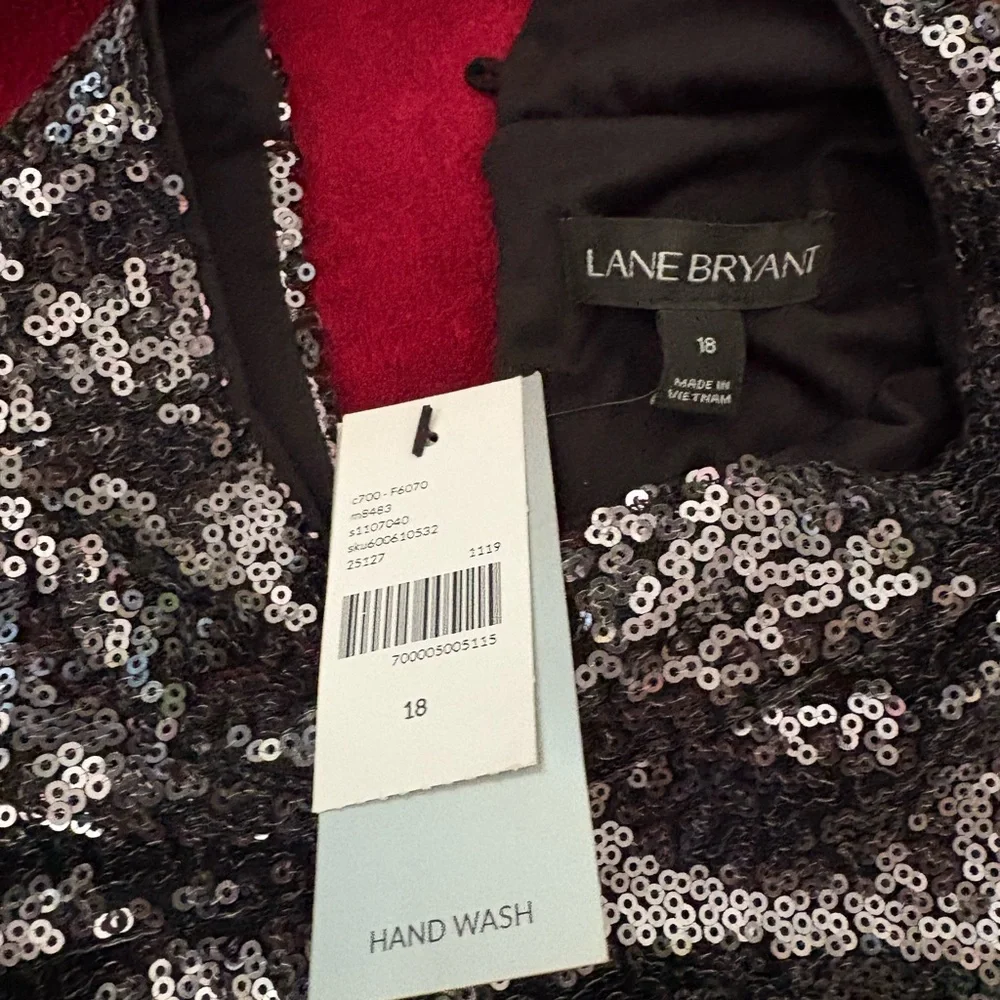 LANE BRYANT
18
MADE IN
VIETNAM
c700 - F6070
m8483
s1107040
sku600610532
25127 1119
700005005115
18
HAND WASH